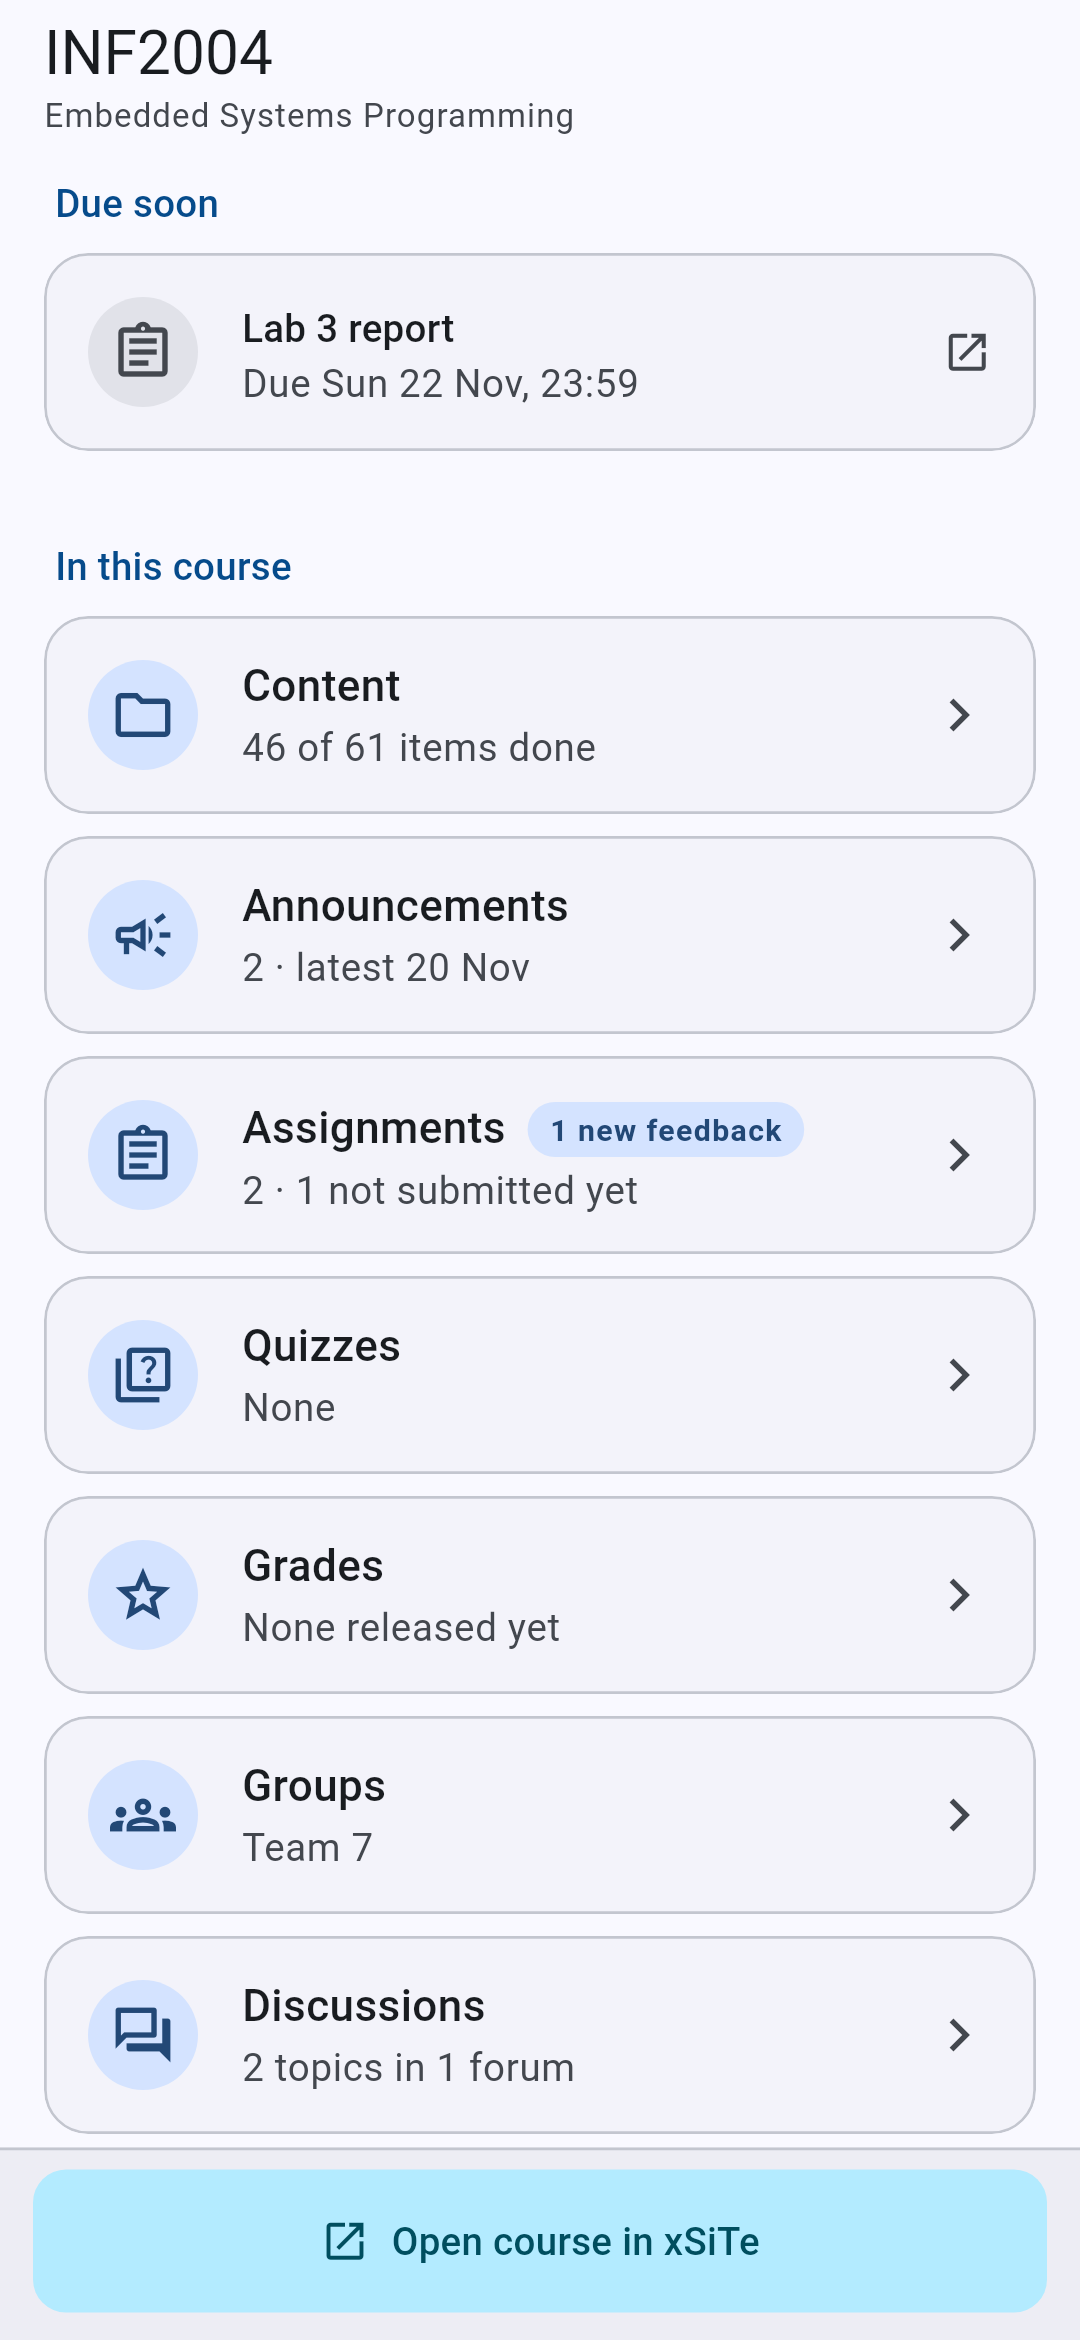 INF2004
Embedded Systems Programming
Due soon
Lab 3 report
Due Sun 22 Nov, 23:59
In this course
Content
46 of 61 items done
Announcements
2 · latest 20 Nov
Assignments 1 new feedback
2 · 1 not submitted yet
Quizzes
None
Grades
None released yet
Groups
Team 7
Discussions
2 topics in 1 forum
Open course in xSiTe